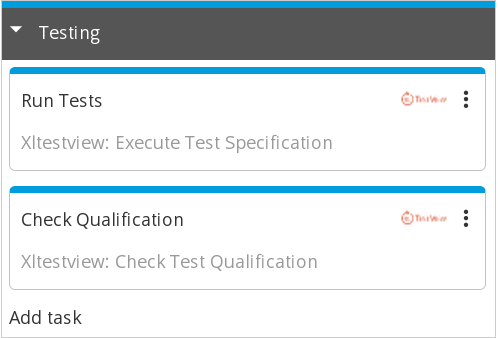 Testing
Run Tests
TestView
Xltestview: Execute Test Specification
Check Qualification
TestView
Xltestview: Check Test Qualification
Add task